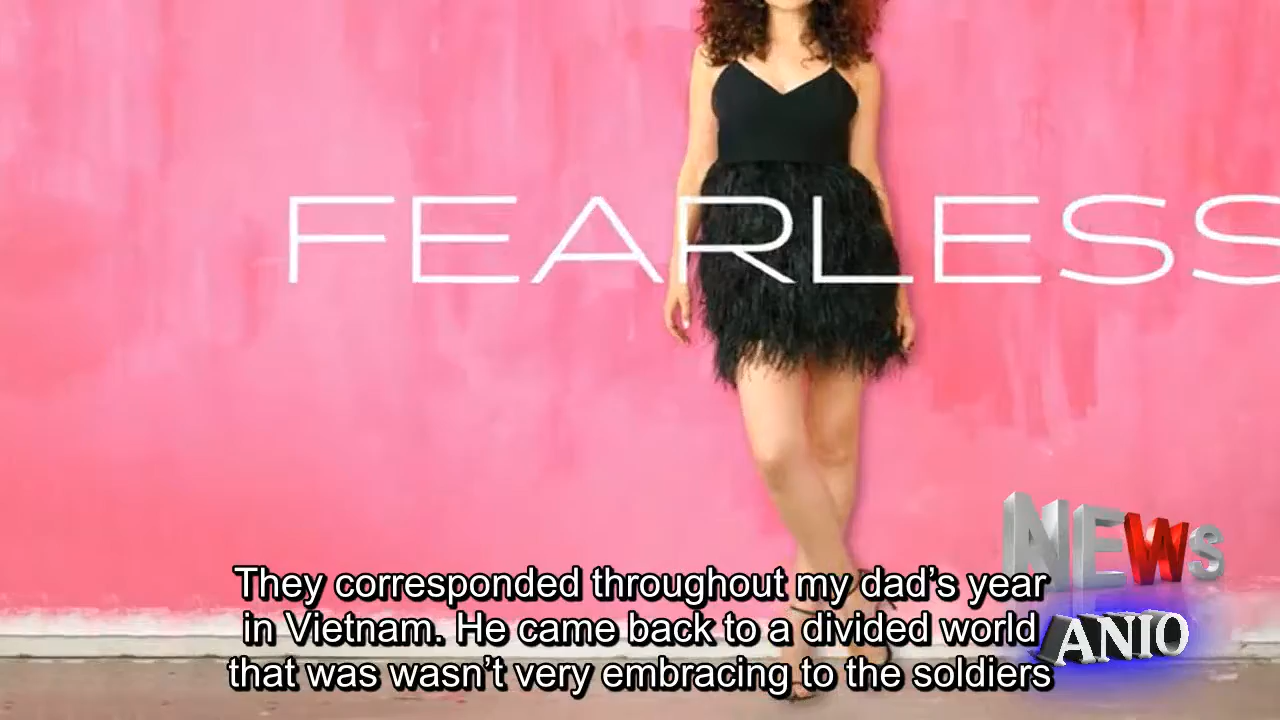 FEARLESS
NEWS
ANIO
They corresponded throughout my dad’s year
in Vietnam. He came back to a divided world
that was wasn’t very embracing to the soldiers